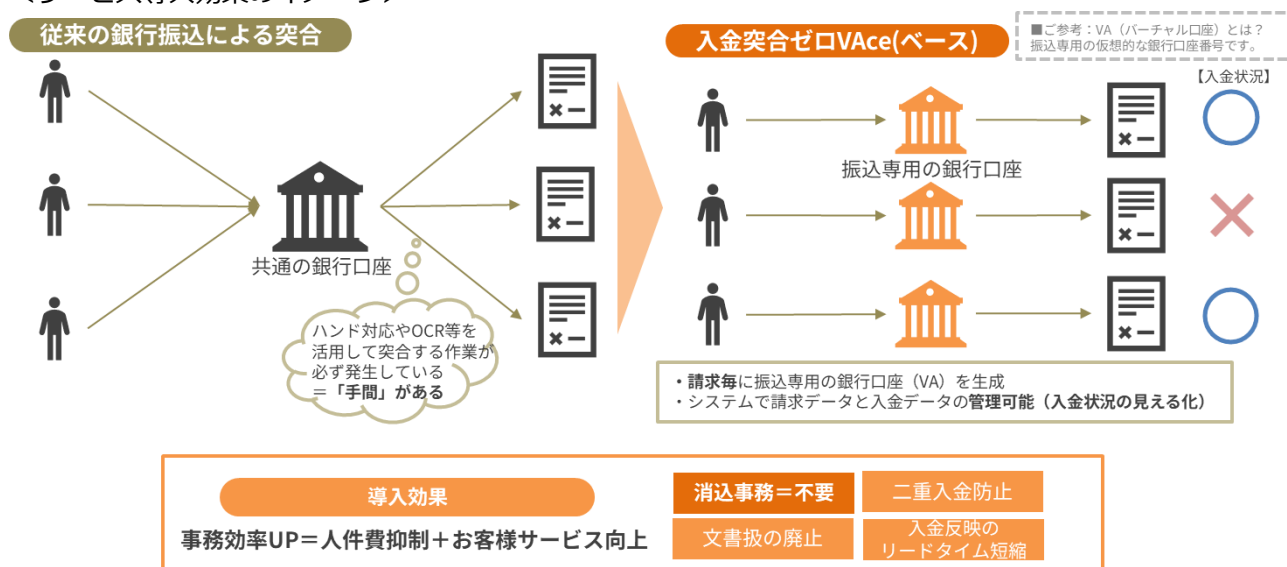 従来の銀行振込による突合
共通の銀行口座
ハンド対応やOCR等を
活用して突合する作業が
必ず発生している
＝「手間」がある
入金突合ゼロVAce(ベース)
■ご参考：VA（バーチャル口座）とは？
振込専用の仮想的な銀行口座番号です。
【入金状況】
振込専用の銀行口座
・請求毎に振込専用の銀行口座（VA）を生成
・システムで請求データと入金データの管理可能（入金状況の見える化）
導入効果
事務効率UP＝人件費抑制＋お客様サービス向上
消込事務＝不要
二重入金防止
文書扱の廃止
入金反映の
リードタイム短縮